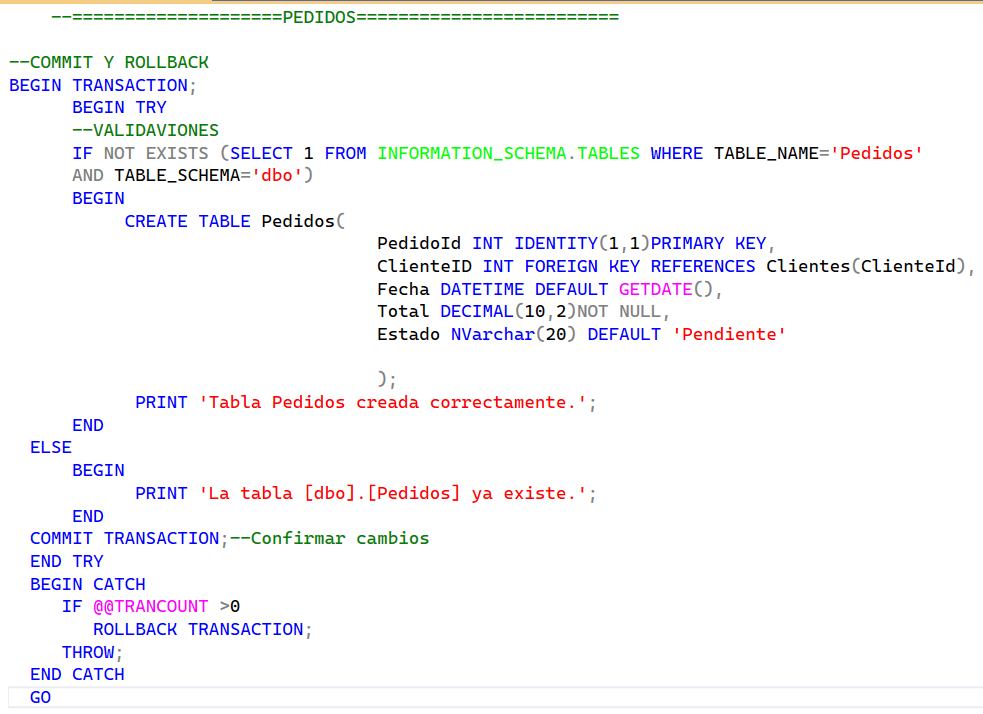 --====================PEDIDOS=========================
--COMMIT Y ROLLBACK
BEGIN TRANSACTION;
BEGIN TRY
--VALIDAVIONES
IF NOT EXISTS (SELECT 1 FROM INFORMATION_SCHEMA.TABLES WHERE TABLE_NAME='Pedidos'
AND TABLE_SCHEMA='dbo')
BEGIN
CREATE TABLE Pedidos(
PedidoId INT IDENTITY(1,1)PRIMARY KEY,
ClienteID INT FOREIGN KEY REFERENCES Clientes(ClienteId),
Fecha DATETIME DEFAULT GETDATE(),
Total DECIMAL(10,2)NOT NULL,
Estado NVarchar(20) DEFAULT 'Pendiente'
);
PRINT 'Tabla Pedidos creada correctamente.';
END
ELSE
BEGIN
PRINT 'La tabla [dbo].[Pedidos] ya existe.';
END
COMMIT TRANSACTION;--Confirmar cambios
END TRY
BEGIN CATCH
IF @@TRANCOUNT >0
ROLLBACK TRANSACTION;
THROW;
END CATCH
GO